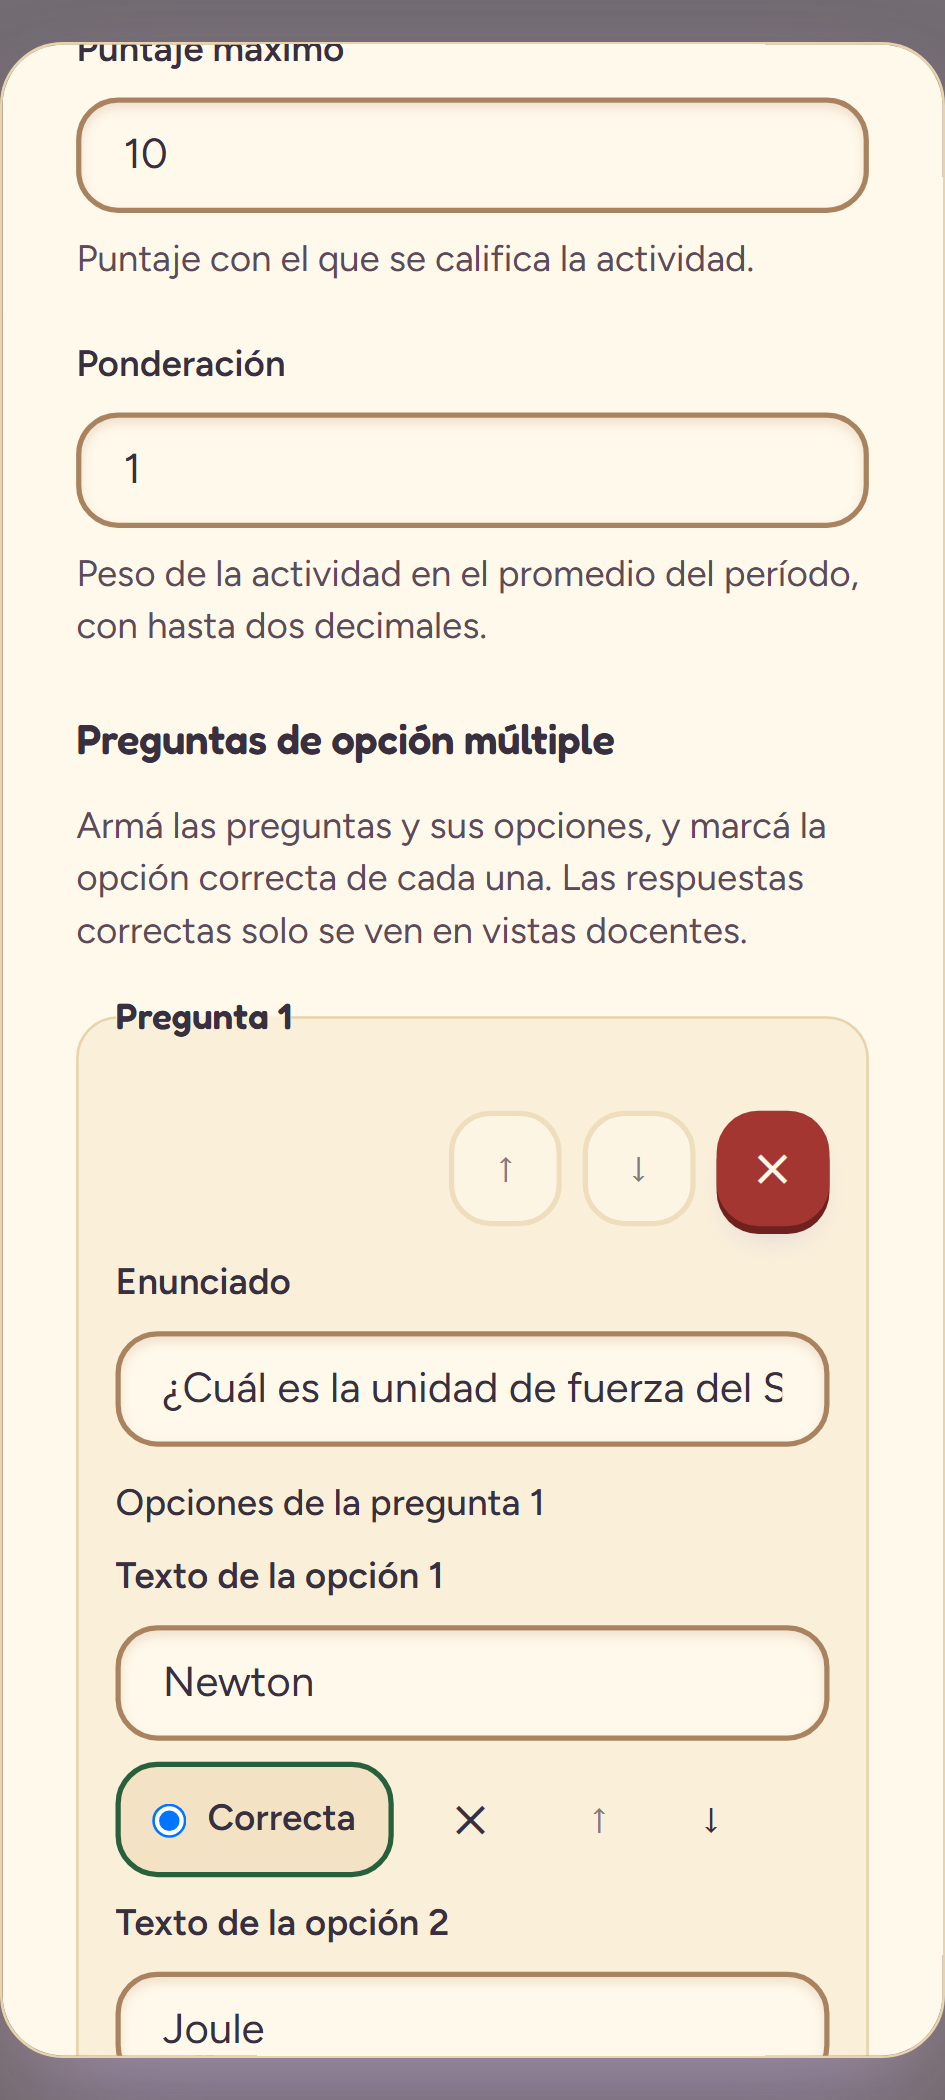 Puntaje máximo
10
Puntaje con el que se califica la actividad.
Ponderación
1
Peso de la actividad en el promedio del período,
con hasta dos decimales.
Preguntas de opción múltiple
Armá las preguntas y sus opciones, y marcá la
opción correcta de cada una. Las respuestas
correctas solo se ven en vistas docentes.
Pregunta 1
↑ ↓ ×
Enunciado
¿Cuál es la unidad de fuerza del S
Opciones de la pregunta 1
Texto de la opción 1
Newton
Correcta × ↑ ↓
Texto de la opción 2
Joule